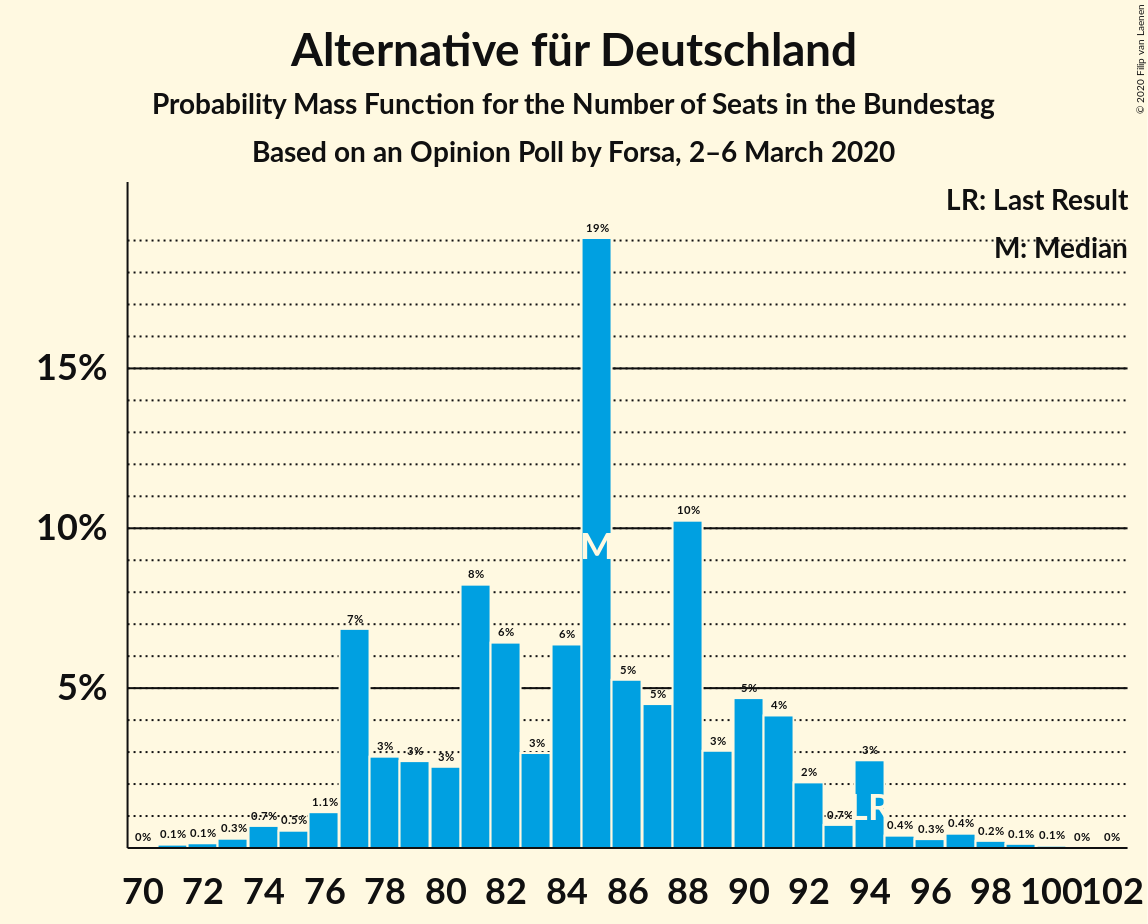 Alternative für Deutschland
Probability Mass Function for the Number of Seats in the Bundestag
Based on an Opinion Poll by Forsa, 2–6 March 2020
© 2020 Filip van Laenen
LR: Last Result
M: Median
15%
10%
5%
0% 0.1% 0.1% 0.3% 0.7% 0.5% 1.1% 7% 3% 3% 3% 8% 6% 3% 6% 19% 5% 5% 10% 3% 5% 4% 2% 0.7% 3% 0.4% 0.3% 0.4% 0.2% 0.1% 0.1% 0% 0%
M
LR
70 72 74 76 78 80 82 84 86 88 90 92 94 96 98 100 102